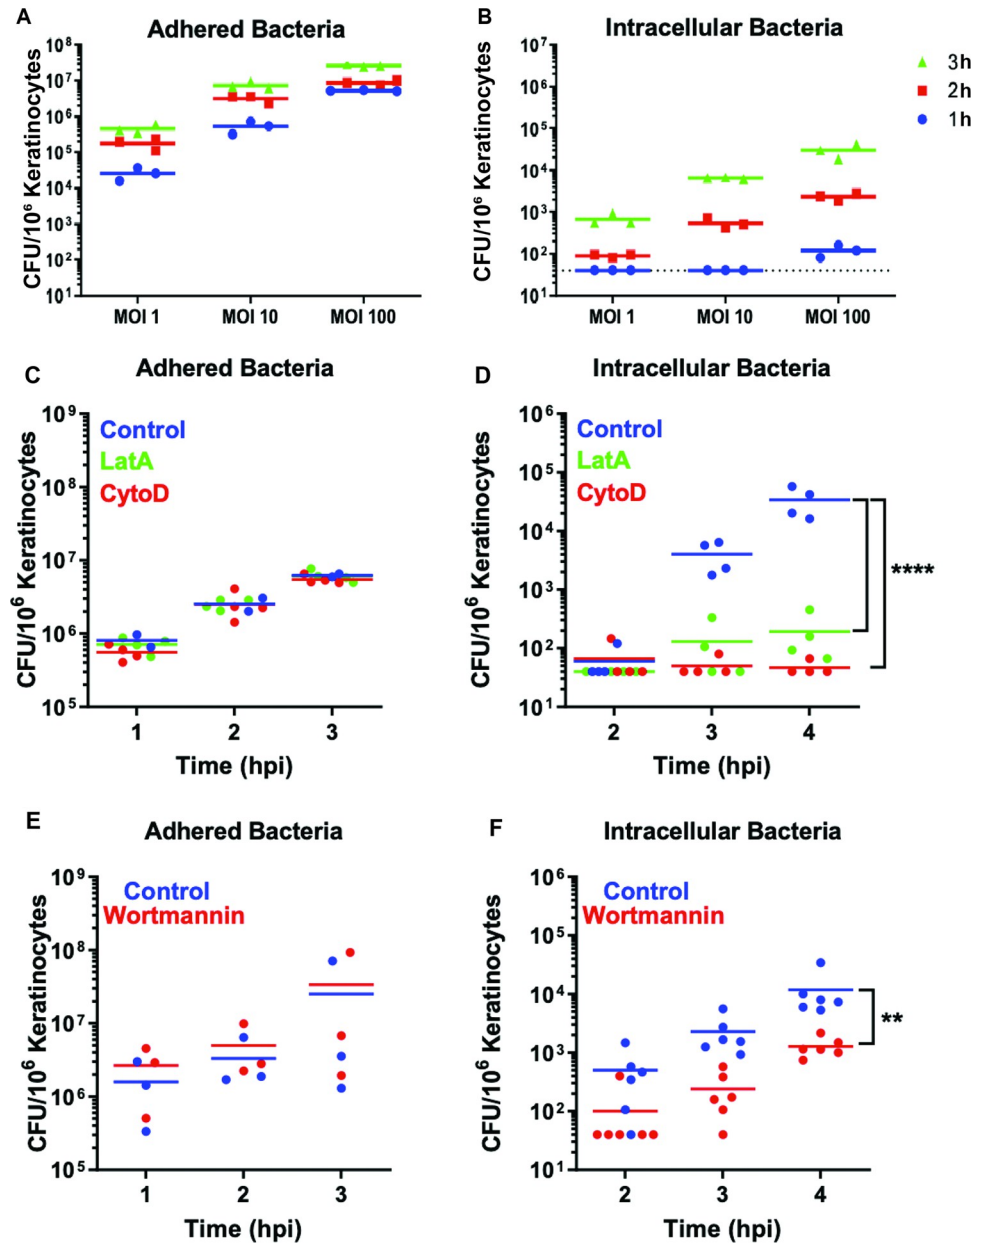 A
Adhered Bacteria
CFU/10⁶ Keratinocytes
10⁸
10⁷
10⁶
10⁵
10⁴
10³
10²
10¹
MOI 1 MOI 10 MOI 100
B
Intracellular Bacteria
CFU/10⁶ Keratinocytes
10⁷
10⁶
10⁵
10⁴
10³
10²
10¹
MOI 1 MOI 10 MOI 100
3h
2h
1h
C
Adhered Bacteria
CFU/10⁶ Keratinocytes
10⁹
10⁸
10⁷
10⁶
10⁵
Control
LatA
CytoD
1 2 3
Time (hpi)
D
Intracellular Bacteria
CFU/10⁶ Keratinocytes
10⁶
10⁵
10⁴
10³
10²
10¹
Control
LatA
CytoD
****
2 3 4
Time (hpi)
E
Adhered Bacteria
CFU/10⁶ Keratinocytes
10⁹
10⁸
10⁷
10⁶
10⁵
Control
Wortmannin
1 2 3
Time (hpi)
F
Intracellular Bacteria
CFU/10⁶ Keratinocytes
10⁶
10⁵
10⁴
10³
10²
10¹
Control
Wortmannin
**
2 3 4
Time (hpi)